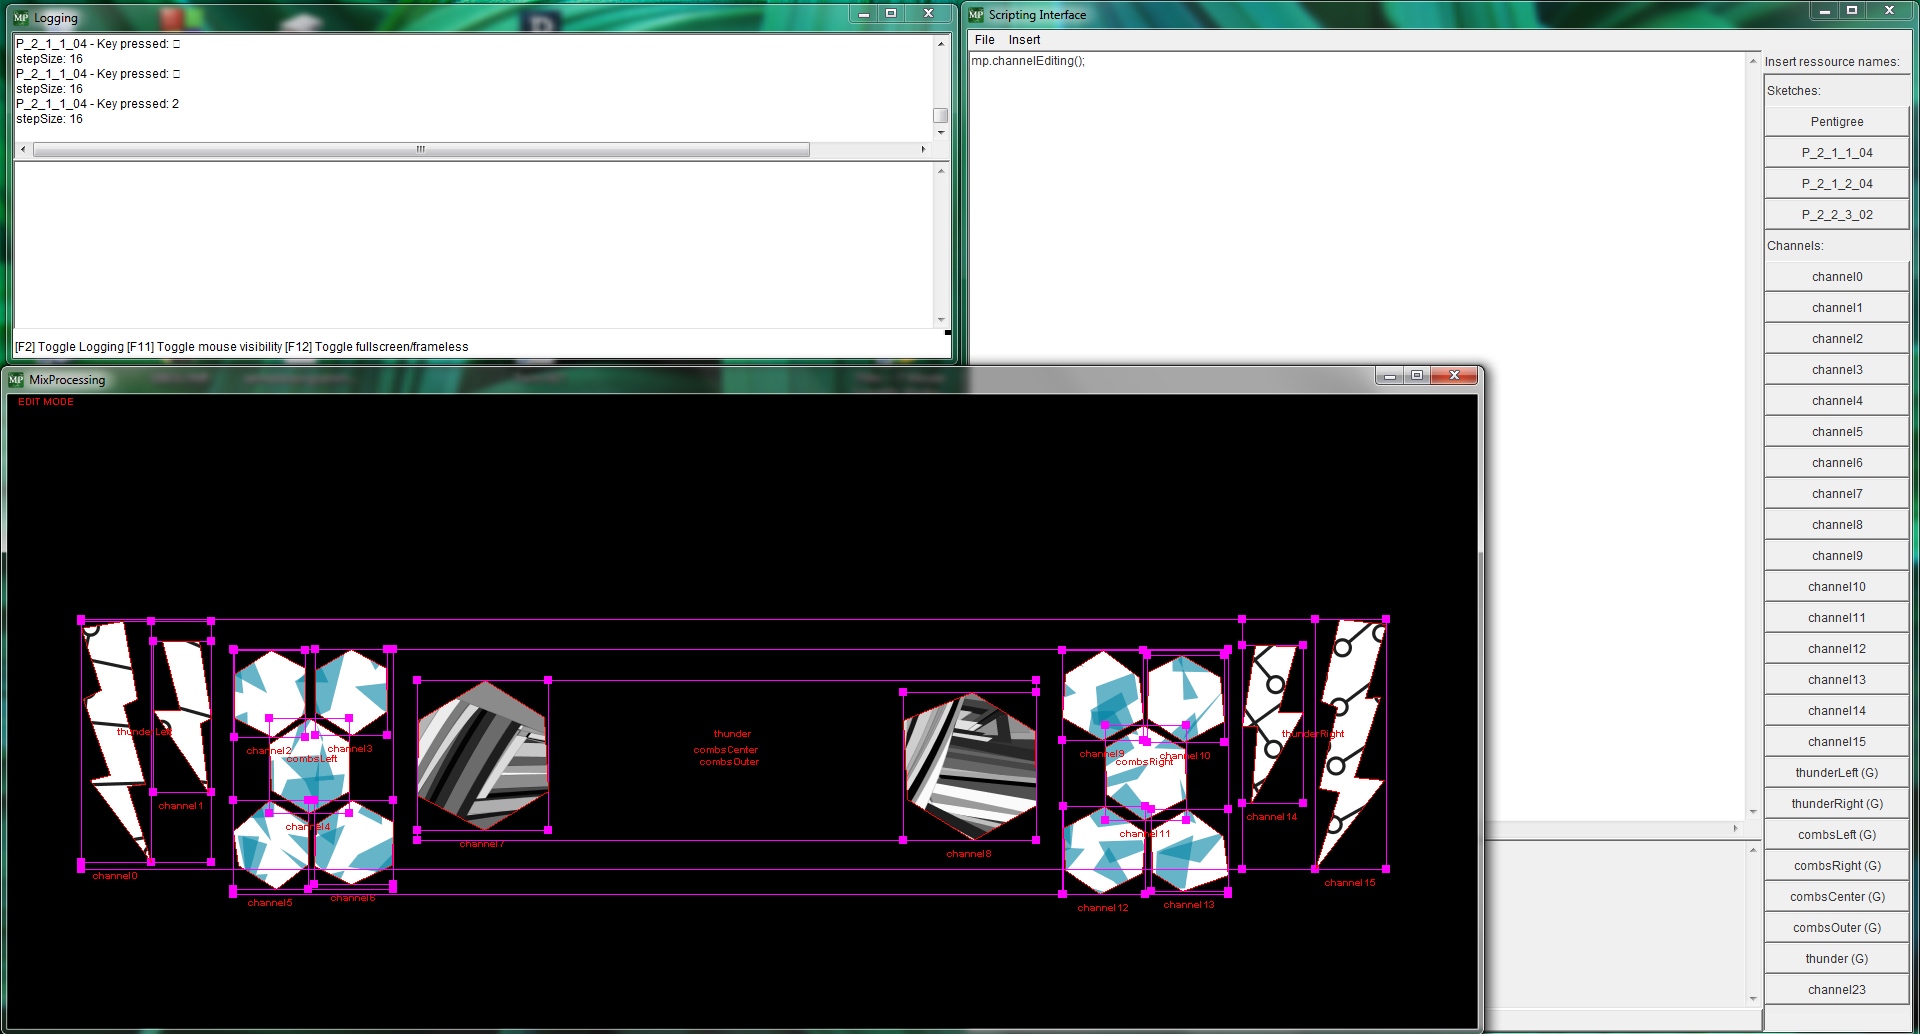 Logging
P_2_1_1_04 - Key pressed: □
stepSize: 16
P_2_1_1_04 - Key pressed: □
stepSize: 16
P_2_1_1_04 - Key pressed: 2
stepSize: 16
[F2] Toggle Logging [F11] Toggle mouse visibility [F12] Toggle fullscreen/frameless
Scripting Interface
File Insert
mp.channelEditing();
Insert ressource names:
Sketches:
Pentigree
P_2_1_1_04
P_2_1_2_04
P_2_2_3_02
Channels:
channel0
channel1
channel2
channel3
channel4
channel5
channel6
channel7
channel8
channel9
channel10
channel11
channel12
channel13
channel14
channel15
thunderLeft (G)
thunderRight (G)
combsLeft (G)
combsRight (G)
combsCenter (G)
combsOuter (G)
thunder (G)
channel23
MixProcessing
EDIT MODE
thunderLeft
channel0
channel1
channel2
channel3
combsLeft
channel4
channel5
channel6
channel7
thunder
combsCenter
combsOuter
channel8
channel9
channel10
combsRight
channel11
channel12
channel13
thunderRight
channel14
channel15